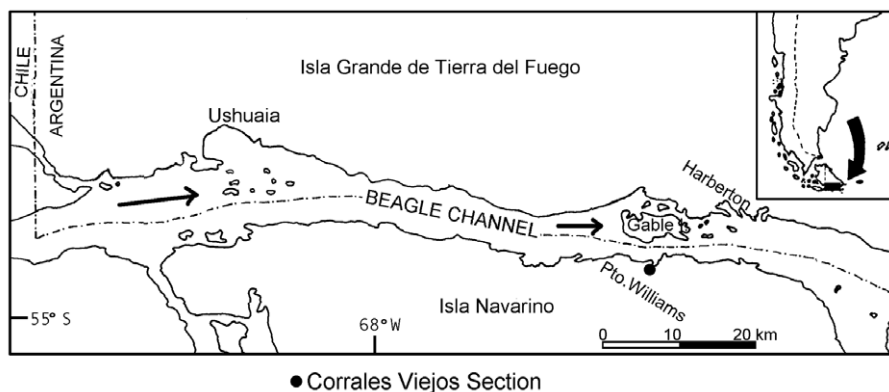 CHILE
ARGENTINA
Isla Grande de Tierra del Fuego
Ushuaia
BEAGLE CHANNEL
Harberton
Gable I
Pto.Williams
Isla Navarino
55° S
68° W
0 10 20 km
● Corrales Viejos Section